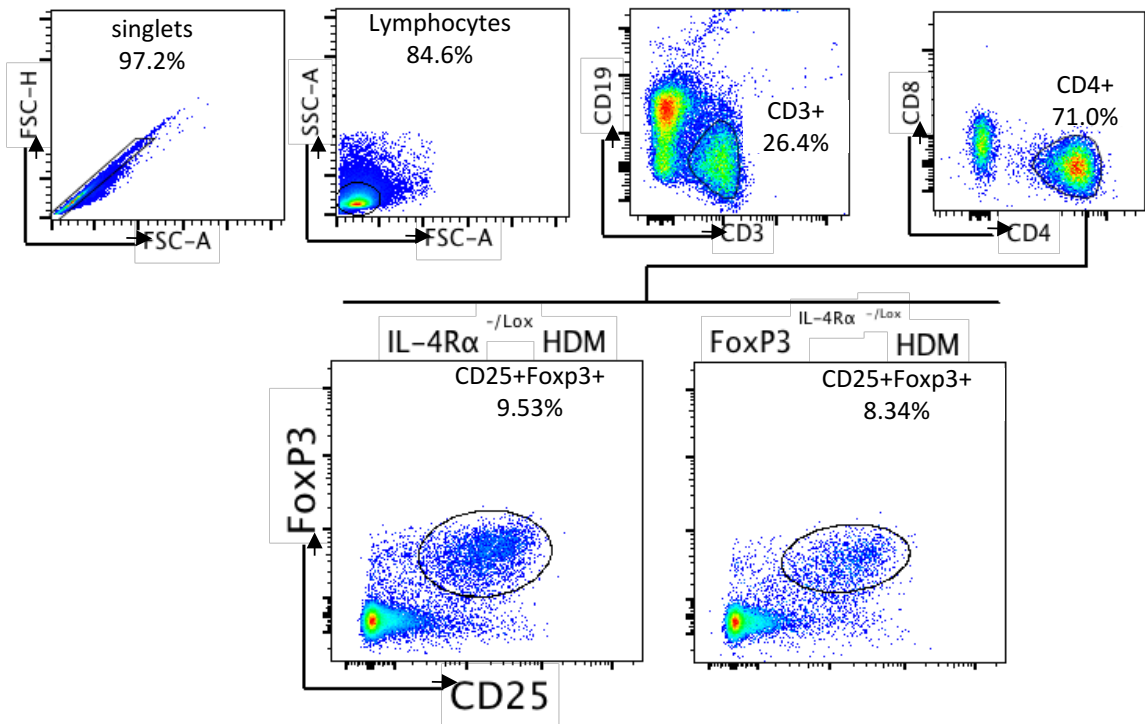 singlets
97.2%
FSC-H
FSC-A
Lymphocytes
84.6%
SSC-A
FSC-A
CD3+
26.4%
CD19
CD3
CD4+
71.0%
CD8
CD4
IL-4Rα -/Lox HDM
FoxP3 IL-4Rα -/Lox HDM
CD25+Foxp3+
9.53%
CD25+Foxp3+
8.34%
FoxP3
CD25